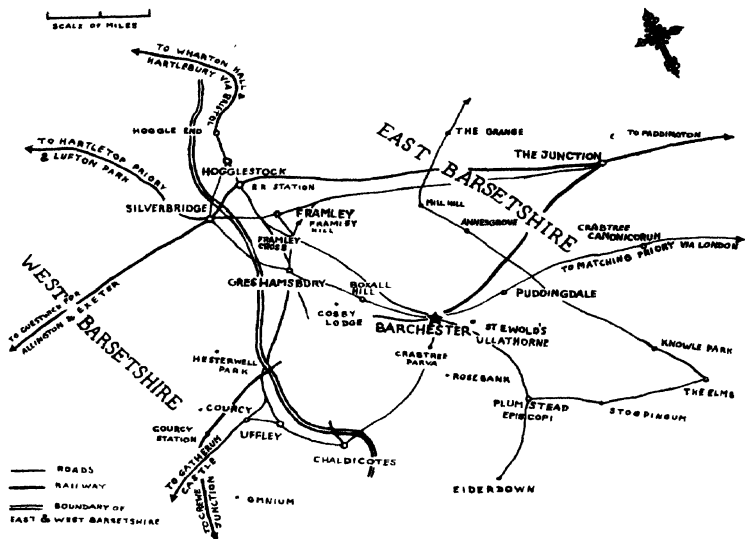 SCALE OF MILES
TO WHARTON HALL &
HARTLEBURY VIA
BRISTOL
HOGGLE END
EAST BARSETSHIRE
THE GRANGE
TO PADDINGTON
THE JUNCTION
TO HARTLETOP PRIORY
& LUFTON PARK
HOGGLESTOCK
R.R STATION
SILVERBRIDGE
FRAMLEY
FRAMLEY
HILL
MILL HILL
ANNESGROVE
CRABTREE
CANONICORUM
FRAMLEY
CROSS
TO MATCHING PRIORY VIA LONDON
WEST BARSETSHIRE
GRESHAMSBURY
BOXALL
HILL
PUDDINGDALE
TO GUESTWICK FOR
ALLINGTON & EXETER
COSBY
LODGE
BARCHESTER
ST EWOLD'S
ULLATHORNE
HESTERWELL
PARK
CRABTREE
PARVA
KNOWLE PARK
ROSEBANK
THE ELMS
COURCY
PLUMSTEAD
EPISCOPI
STOGPINGUM
COURCY
STATION
UFFLEY
CHALDICOTES
TO GATHERUM
CASTLE
EIDERDOWN
ROADS
RAILWAY
BOUNDARY OF
EAST & WEST BARSETSHIRE
TO CREWE
JUNCTION
OMNIUM